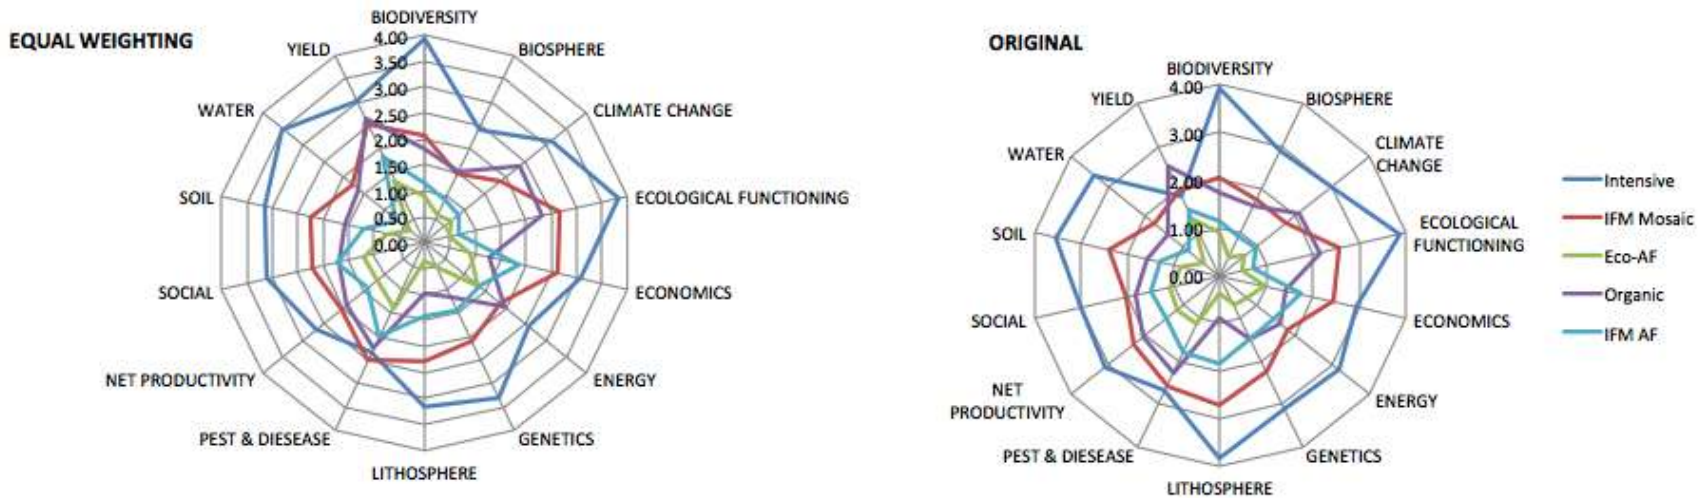 EQUAL WEIGHTING
BIODIVERSITY
4.00
3.50
3.00
2.50
2.00
1.50
1.00
0.50
0.00
BIOSPHERE
CLIMATE CHANGE
ECOLOGICAL FUNCTIONING
ECONOMICS
ENERGY
GENETICS
LITHOSPHERE
PEST & DIESEASE
NET PRODUCTIVITY
SOCIAL
SOIL
WATER
YIELD
ORIGINAL
BIODIVERSITY
4.00
3.00
2.00
1.00
0.00
BIOSPHERE
CLIMATE
CHANGE
ECOLOGICAL
FUNCTIONING
ECONOMICS
ENERGY
GENETICS
LITHOSPHERE
PEST & DIESEASE
NET
PRODUCTIVITY
SOCIAL
SOIL
WATER
YIELD
Intensive
IFM Mosaic
Eco-AF
Organic
IFM AF